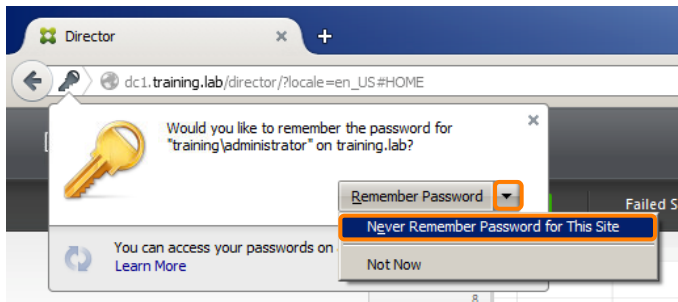 Director
dc1.training.lab/director/?locale=en_US#HOME
Would you like to remember the password for
"training\administrator" on training.lab?
Remember Password
Failed S
Never Remember Password for This Site
You can access your passwords on
Learn More
Not Now
8